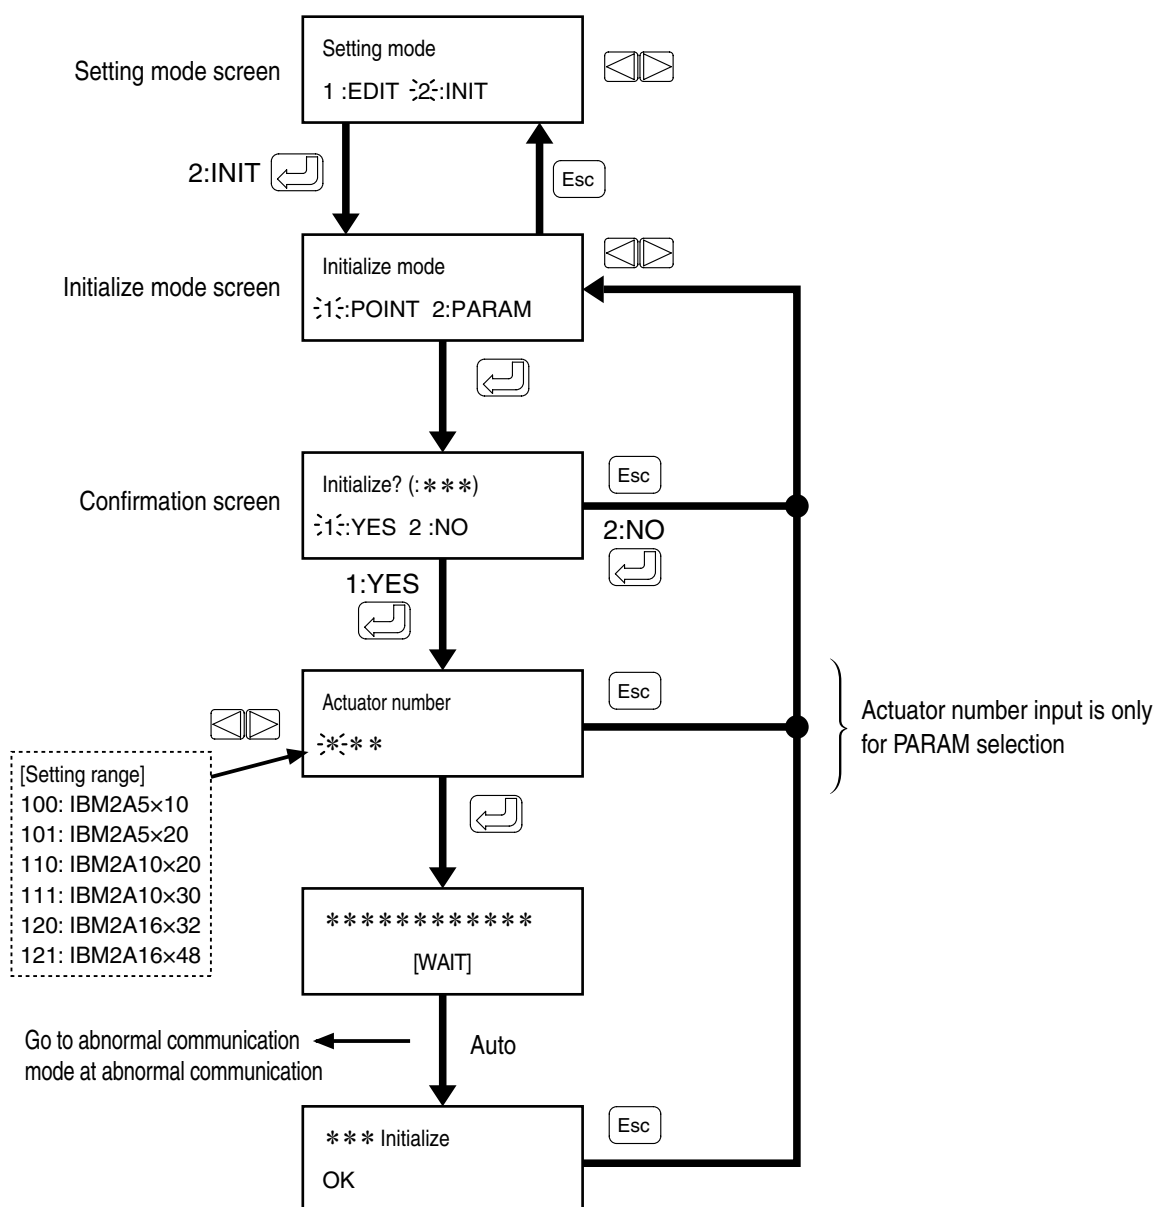 Setting mode screen
Setting mode
1 :EDIT 2 :INIT
2:INIT
Esc
Initialize mode screen
Initialize mode
1 :POINT 2:PARAM
Confirmation screen
Initialize? (:***)
1 :YES 2 :NO
Esc
2:NO
1:YES
Actuator number
***
Esc
Actuator number input is only
for PARAM selection
[Setting range]
100: IBM2A5×10
101: IBM2A5×20
110: IBM2A10×20
111: IBM2A10×30
120: IBM2A16×32
121: IBM2A16×48
************
[WAIT]
Go to abnormal communication
mode at abnormal communication
Auto
*** Initialize
OK
Esc